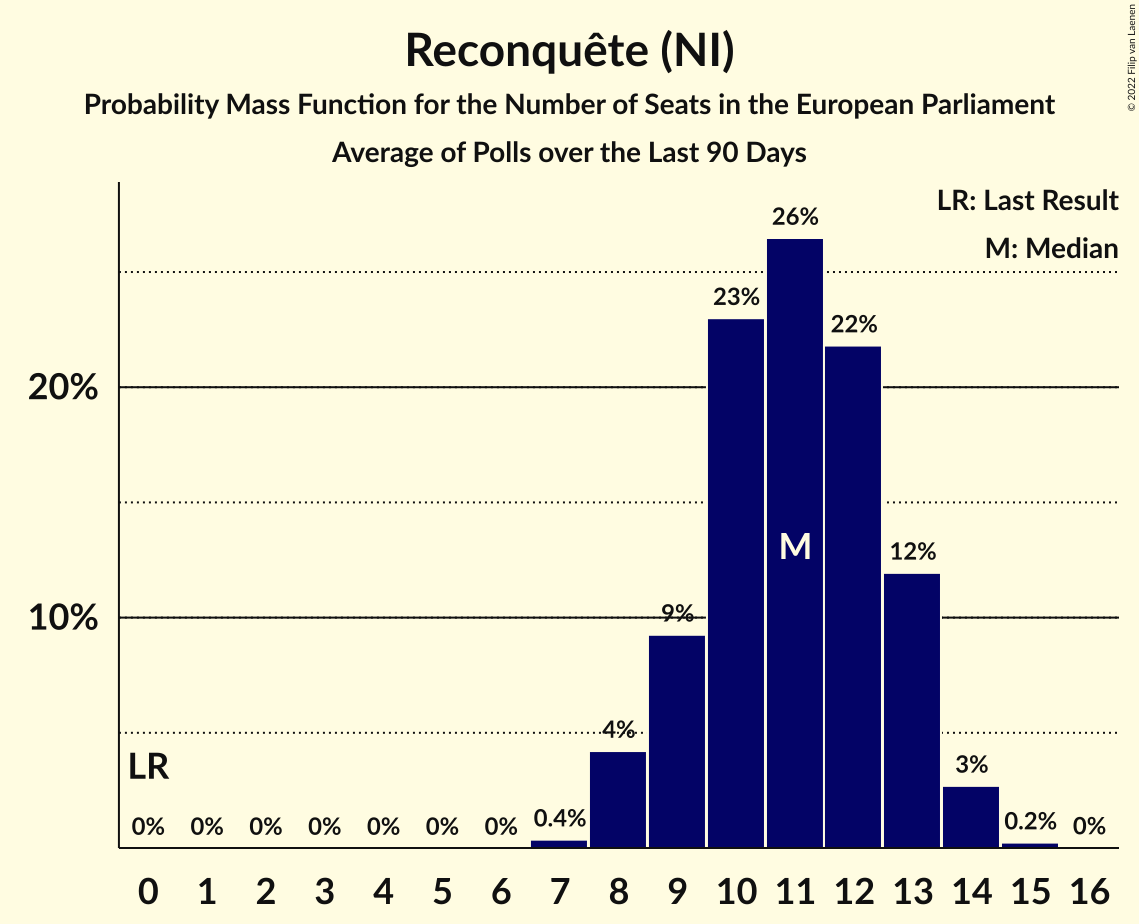 Reconquête (NI)
Probability Mass Function for the Number of Seats in the European Parliament
Average of Polls over the Last 90 Days
© 2022 Filip van Laenen
LR: Last Result
M: Median
26%
23%
22%
20%
M
12%
10%
9%
4%
LR
3%
0% 0% 0% 0% 0% 0% 0% 0.4% 0.2% 0%
0 1 2 3 4 5 6 7 8 9 10 11 12 13 14 15 16